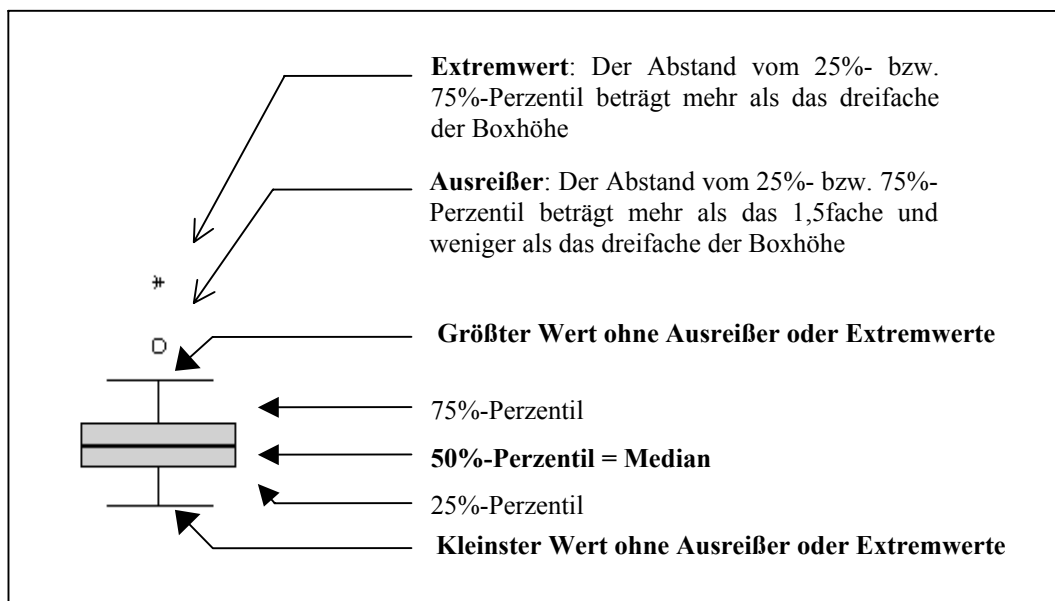 Extremwert: Der Abstand vom 25%- bzw.
75%-Perzentil beträgt mehr als das dreifache
der Boxhöhe
Ausreißer: Der Abstand vom 25%- bzw. 75%-
Perzentil beträgt mehr als das 1,5fache und
weniger als das dreifache der Boxhöhe
Größter Wert ohne Ausreißer oder Extremwerte
75%-Perzentil
50%-Perzentil = Median
25%-Perzentil
Kleinster Wert ohne Ausreißer oder Extremwerte